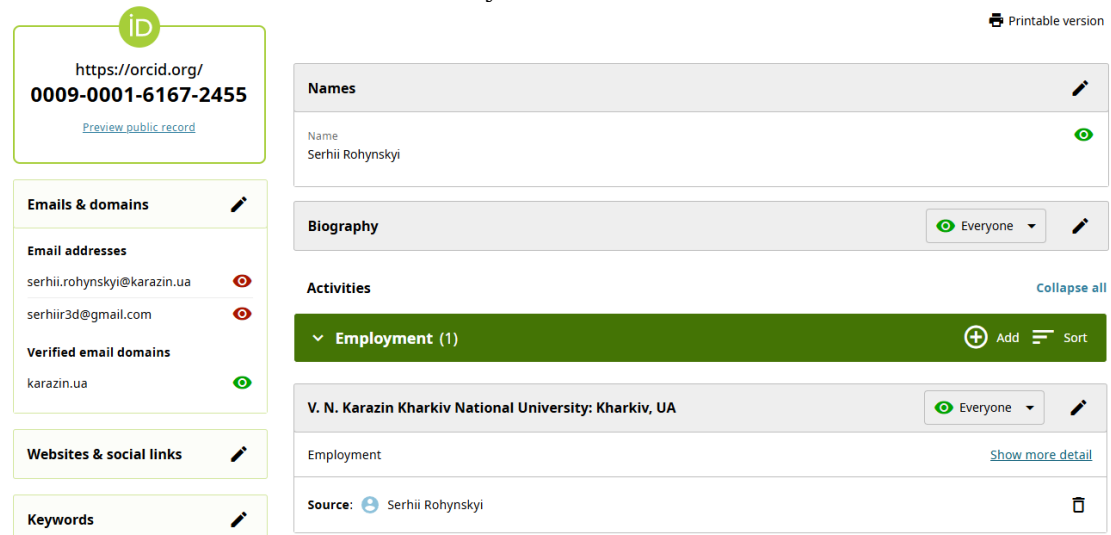 iD
https://orcid.org/
0009-0001-6167-2455
Preview public record
Emails & domains
Email addresses
serhii.rohynskyi@karazin.ua
serhiir3d@gmail.com
Verified email domains
karazin.ua
Websites & social links
Keywords
Printable version
Names
Name
Serhii Rohynskyi
Biography
Everyone
Activities
Collapse all
Employment (1)
Add
Sort
V. N. Karazin Kharkiv National University: Kharkiv, UA
Everyone
Employment
Show more detail
Source: Serhii Rohynskyi